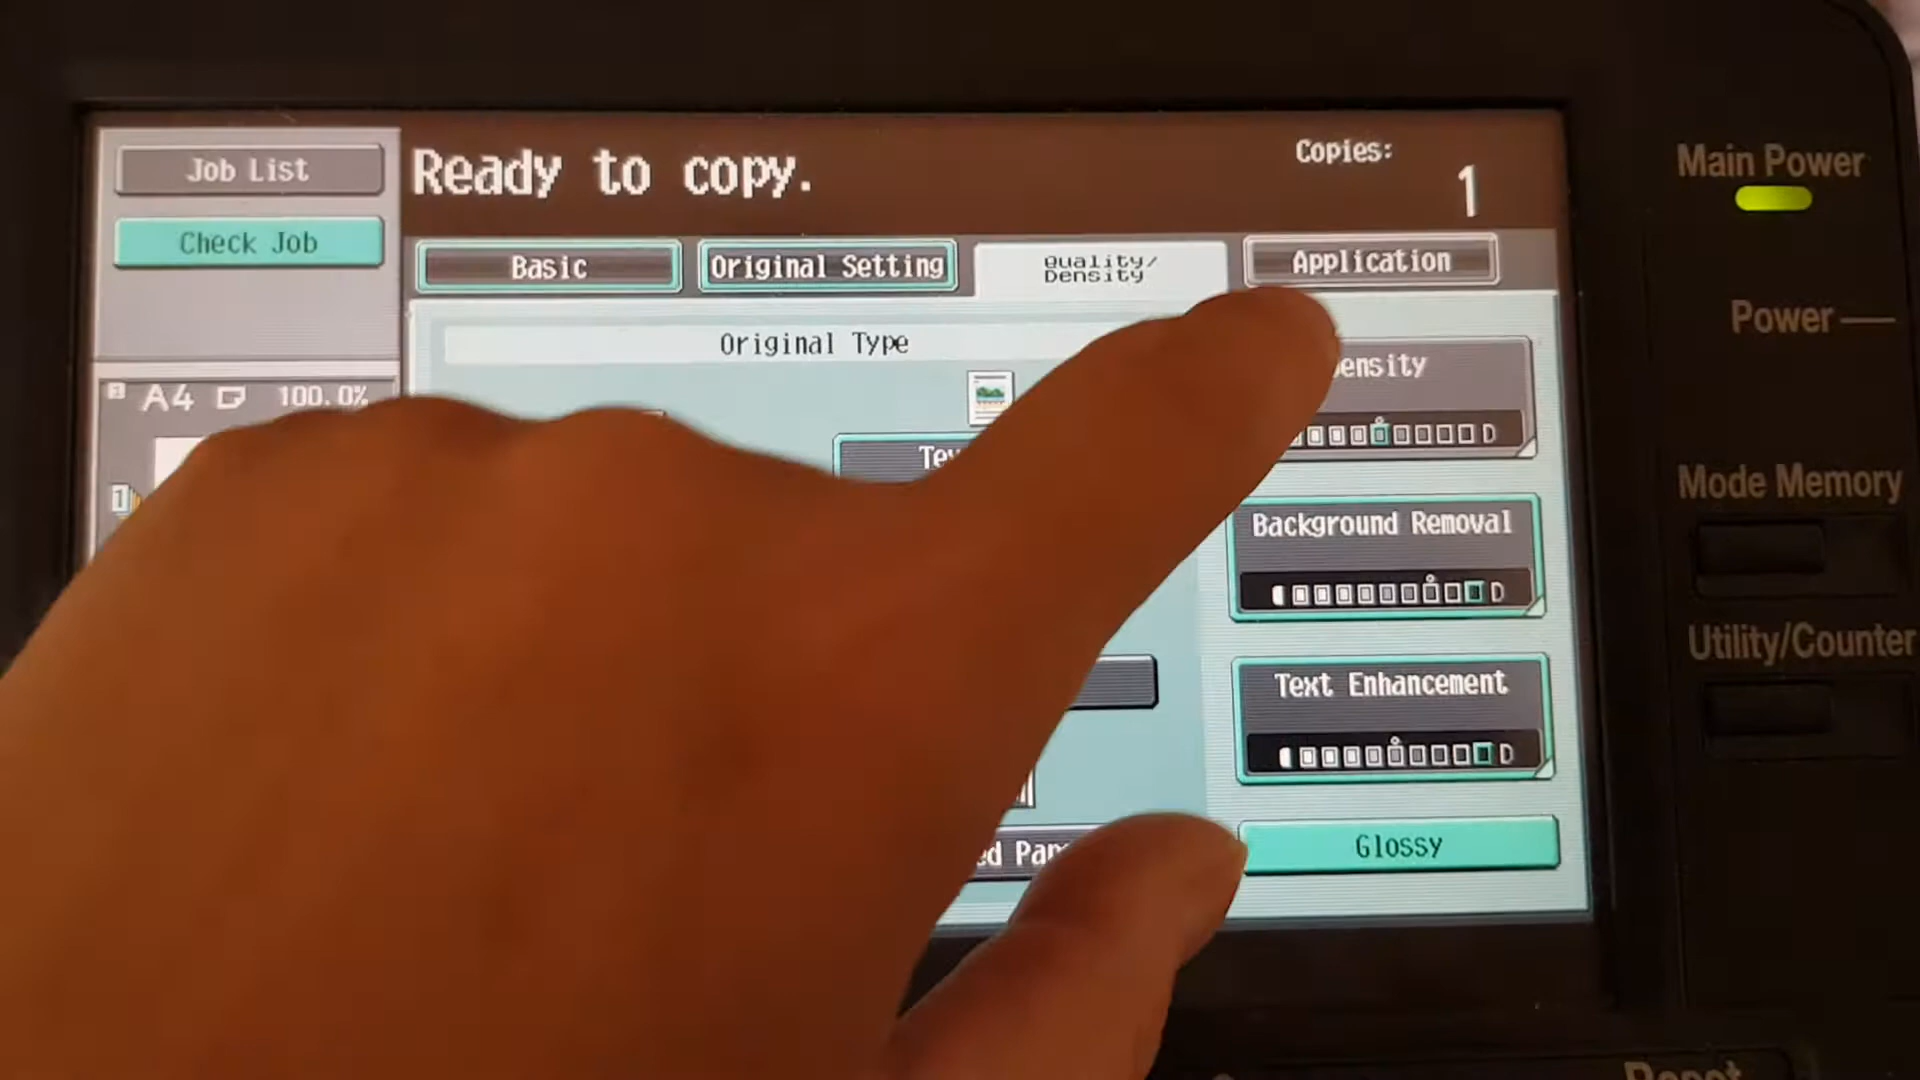 Job List
Check Job
Ready to copy.
Copies:
1
Basic
Original Setting
Quality/
Density
Application
Original Type
A4 100.0%
1
Background Removal
Text Enhancement
Glossy
Main Power
Power
Mode Memory
Utility/Counter